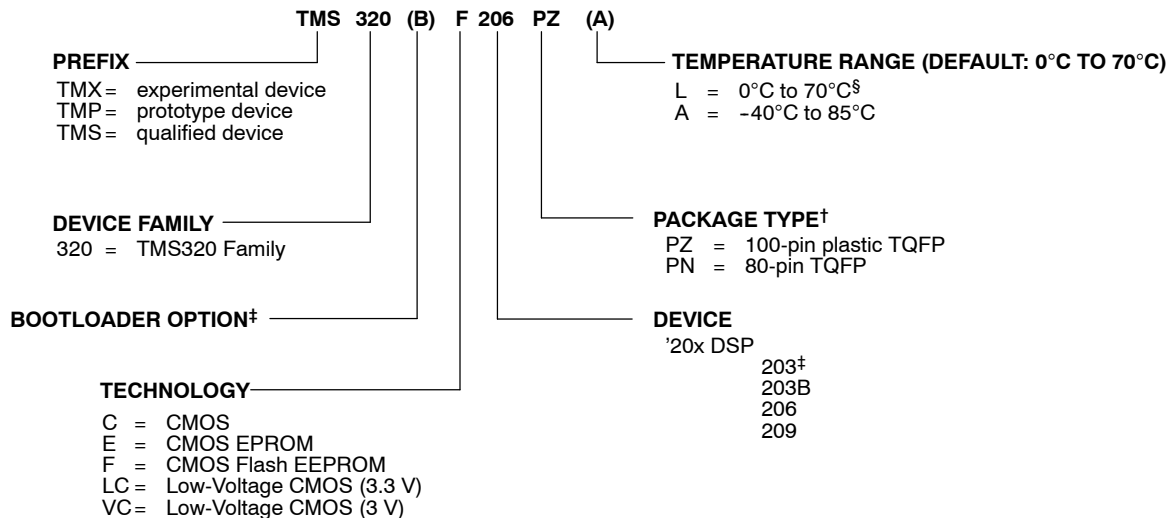 TMS 320 (B) F 206 PZ (A)
PREFIX
TMX = experimental device
TMP = prototype device
TMS = qualified device
TEMPERATURE RANGE (DEFAULT: 0°C TO 70°C)
L = 0°C to 70°C§
A = -40°C to 85°C
DEVICE FAMILY
320 = TMS320 Family
PACKAGE TYPE†
PZ = 100-pin plastic TQFP
PN = 80-pin TQFP
BOOTLOADER OPTION‡
DEVICE
'20x DSP
203‡
203B
206
209
TECHNOLOGY
C = CMOS
E = CMOS EPROM
F = CMOS Flash EEPROM
LC = Low-Voltage CMOS (3.3 V)
VC = Low-Voltage CMOS (3 V)